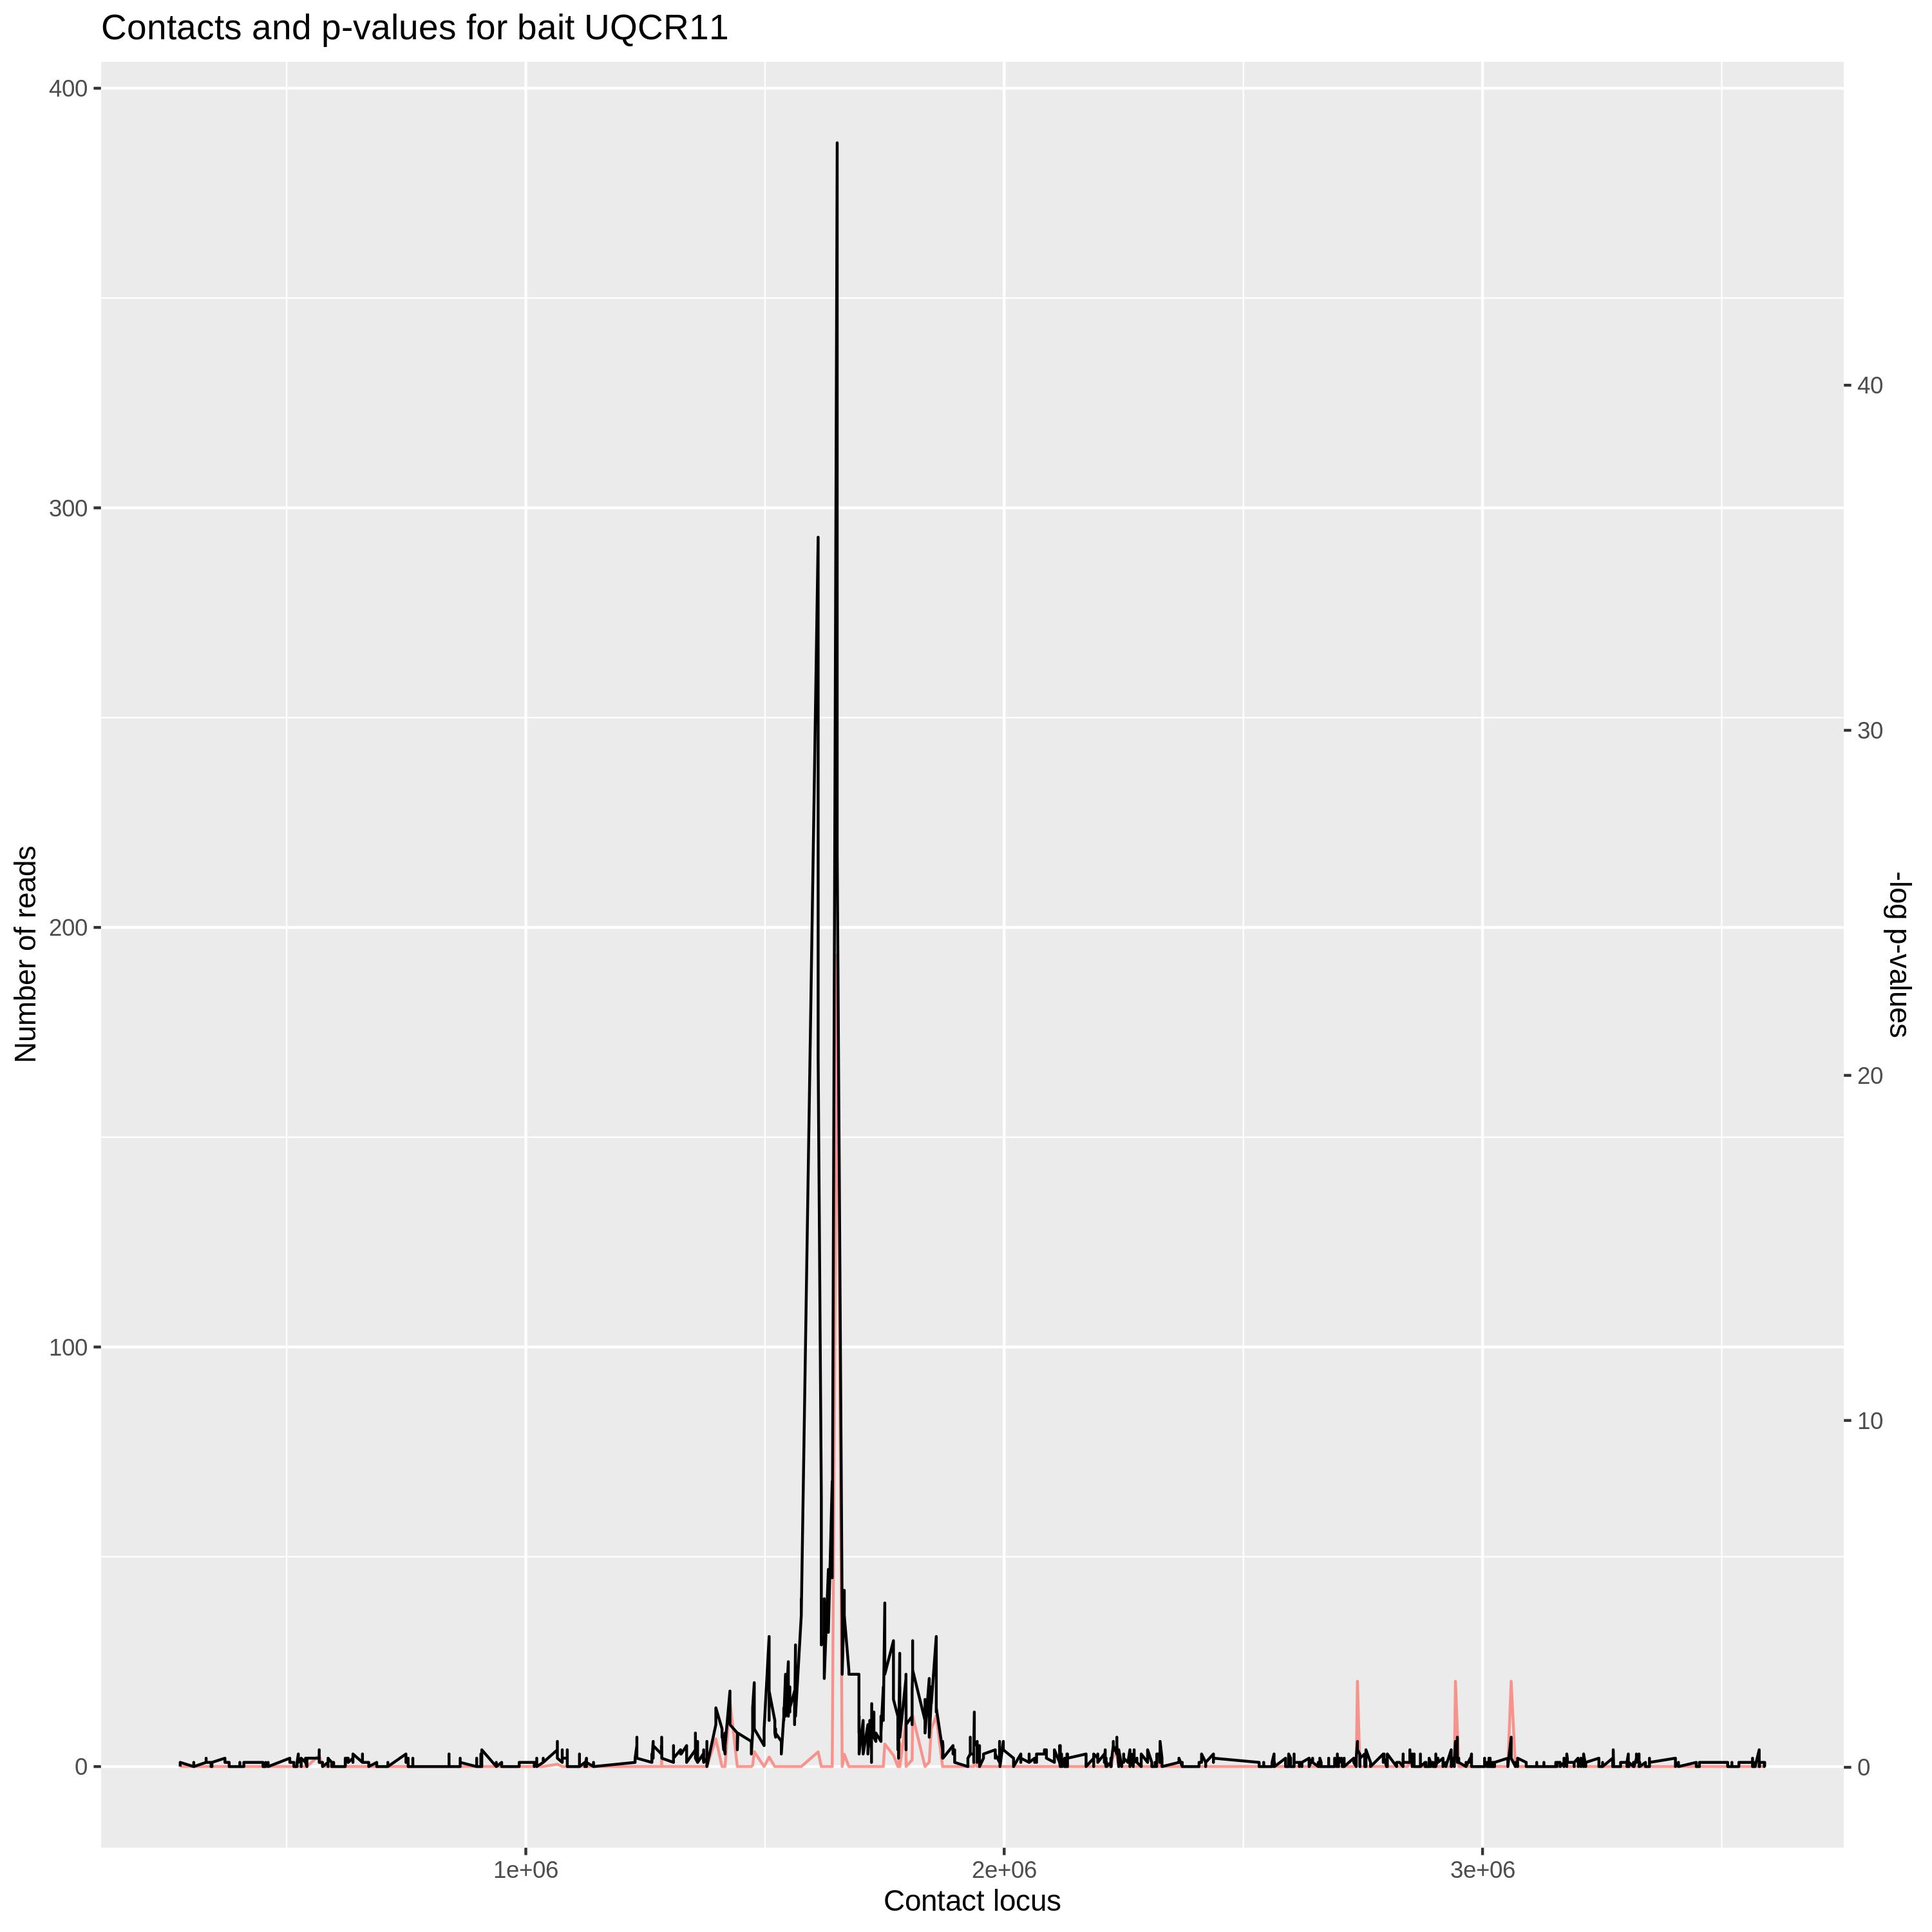 Contacts and p-values for bait UQCR11
400
300
200
100
0
Number of reads
40
30
20
10
0
-log p-values
1e+06 2e+06 3e+06
Contact locus